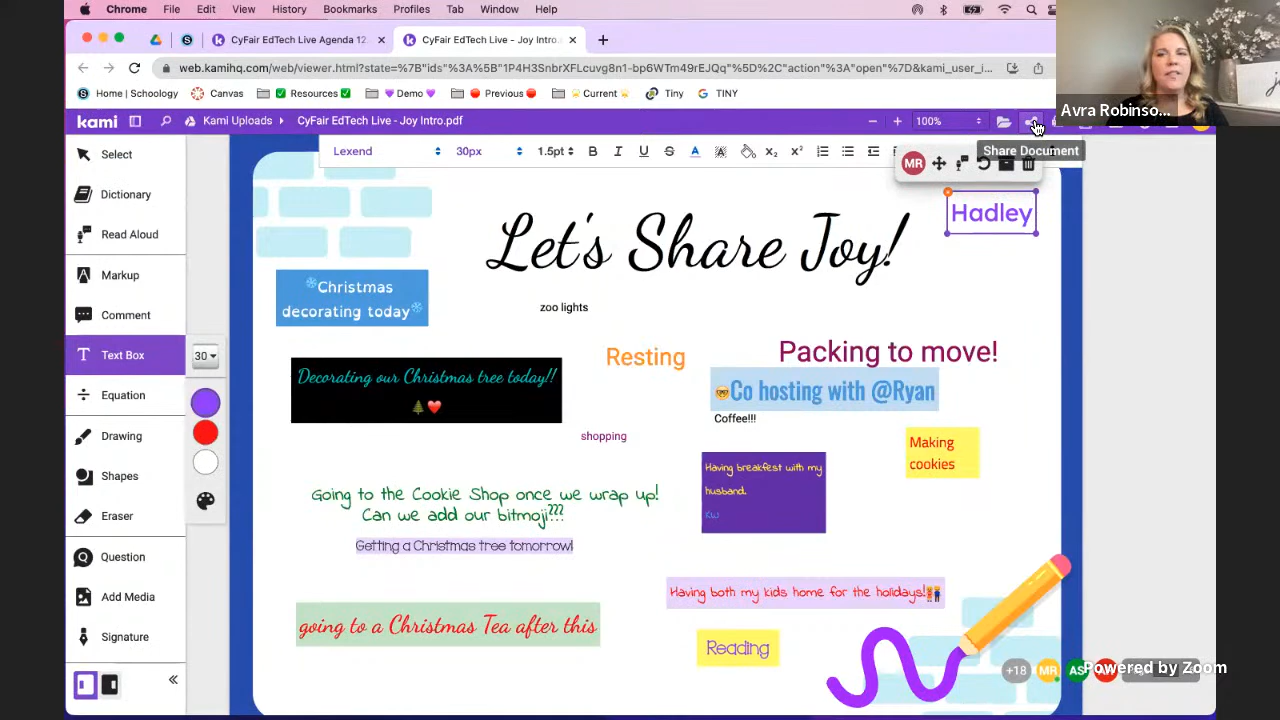 Chrome File Edit View History Bookmarks Profiles Tab Window Help
CyFair EdTech Live Agenda 12. CyFair EdTech Live - Joy Intro.
web.kamihq.com/web/viewer.html?state=%7B"ids"%3A%5B"1P4H3SnbrXFLcuvg8n1-bp6Wtm49rEJQq"%5D%2C"action"%3A"open"%7D&kami_user_i...
Home | Schoology Canvas Resources Demo Previous Current Tiny TINY
Avra Robinso...
kami Kami Uploads CyFair EdTech Live - Joy Intro.pdf 100%
Lexend 30px 1.5pt B I U S A A X2 X2
Share Document
MR
Select
Dictionary
Read Aloud
Markup
Comment
Text Box
Equation
Drawing
Shapes
Eraser
Question
Add Media
Signature
30
Hadley
Let's Share Joy!
Christmas
decorating today
zoo lights
Resting
Packing to move!
Decorating our Christmas tree today!!
Co hosting with @Ryan
Coffee!!!
shopping
Making
cookies
Having breakfest with my
husband.
XW
Going to the Cookie Shop once we wrap up!
Can we add our bitmoji???
Getting a Christmas tree tomorrow!
Having both my kids home for the holidays!
going to a Christmas Tea after this
Reading
+18 MR AS
Powered by Zoom